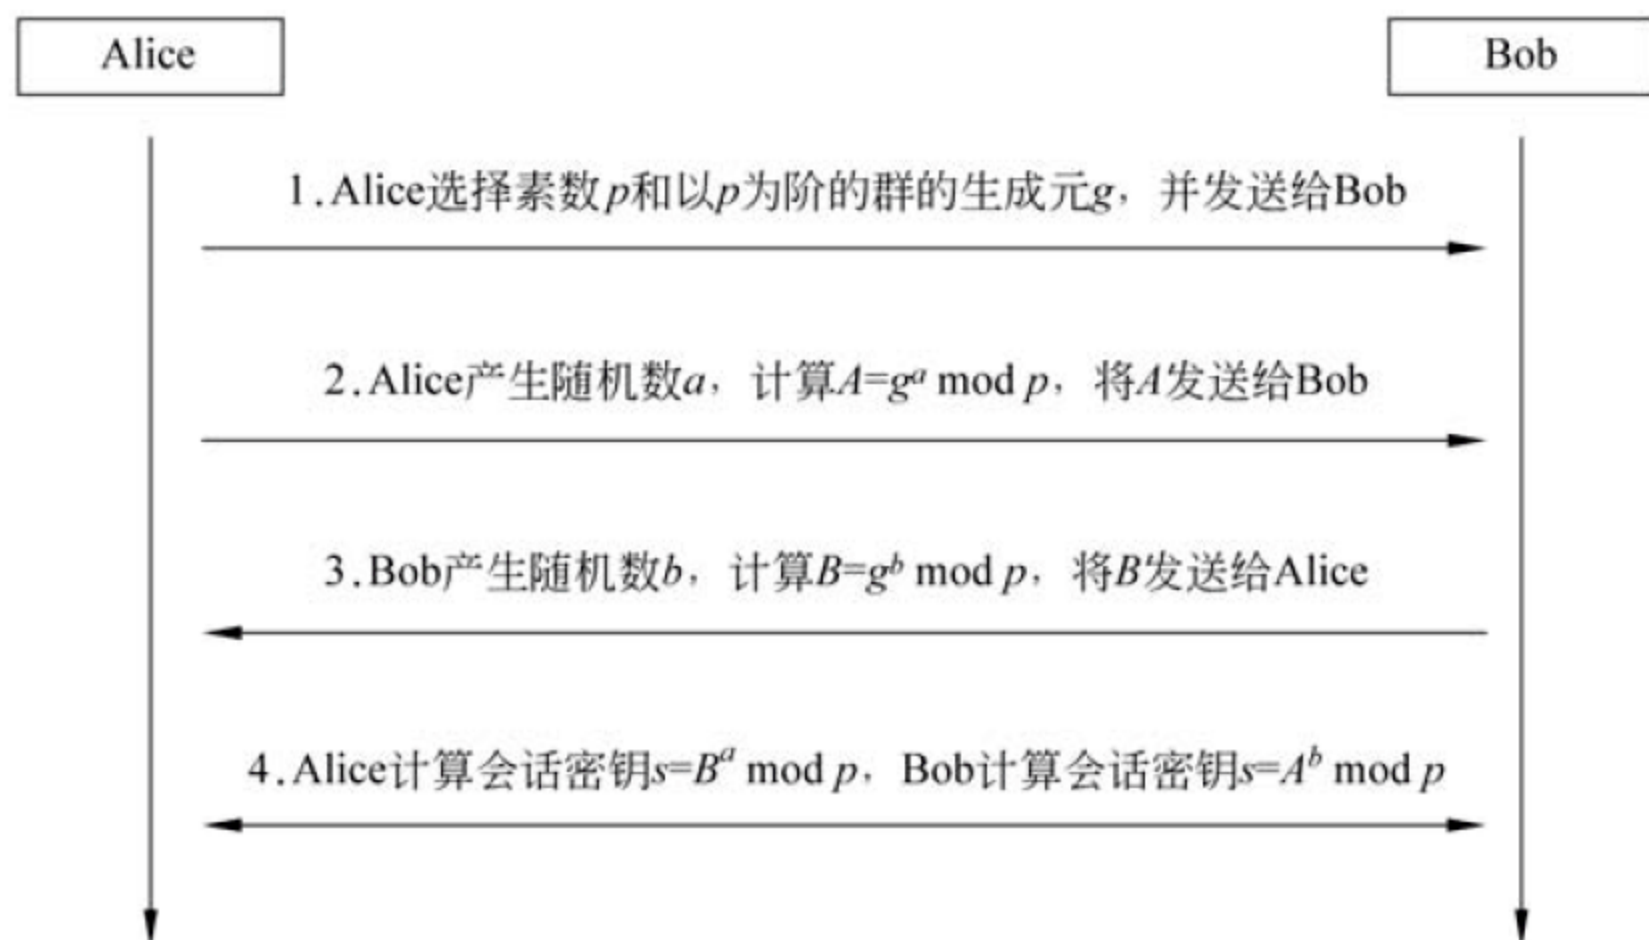 Alice
Bob
1.Alice选择素数p和以p为阶的群的生成元g，并发送给Bob
2.Alice产生随机数a，计算A=gᵃ mod p，将A发送给Bob
3.Bob产生随机数b，计算B=gᵇ mod p，将B发送给Alice
4.Alice计算会话密钥s=Bᵃ mod p，Bob计算会话密钥s=Aᵇ mod p